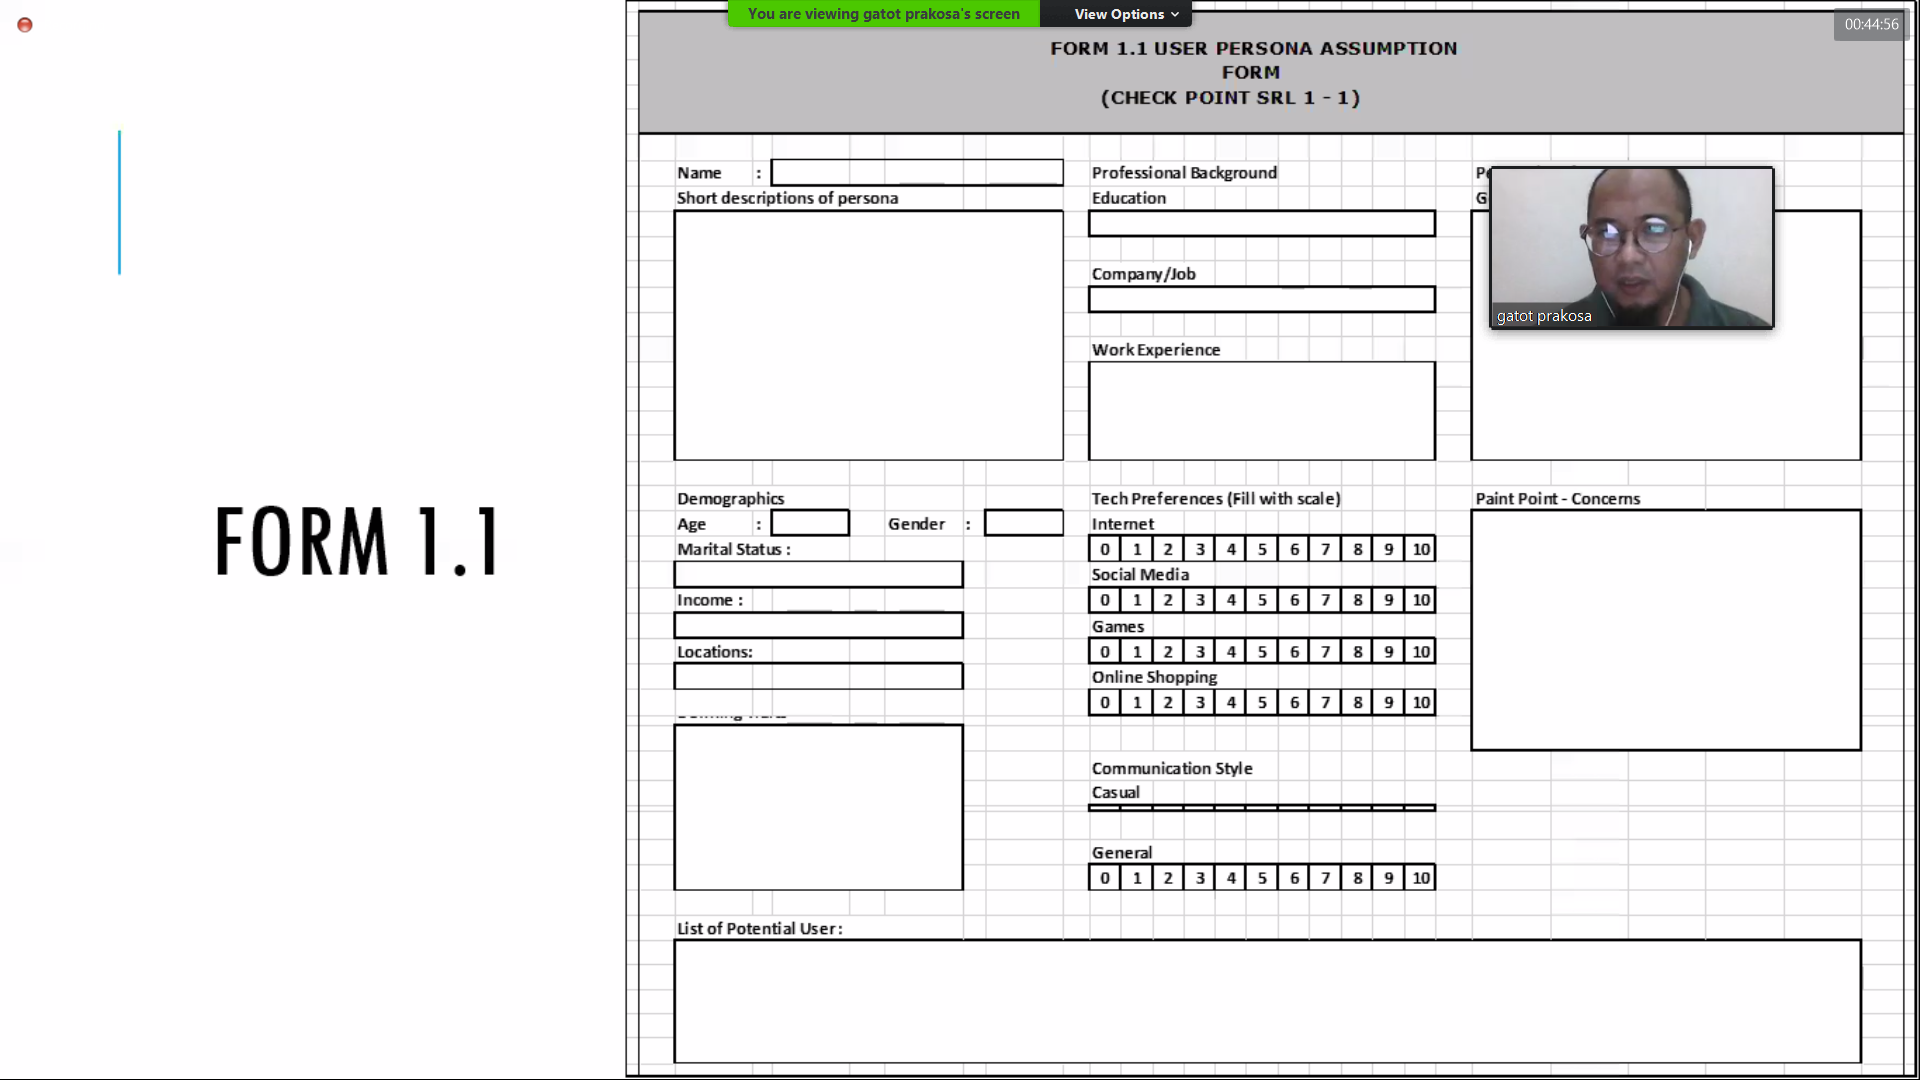 You are viewing gatot prakosa's screen
View Options
00:44:56
FORM 1.1
FORM 1.1 USER PERSONA ASSUMPTION
FORM
(CHECK POINT SRL 1 - 1)
Name :
Short descriptions of persona
Professional Background
Education
Company/Job
Work Experience
gatot prakosa
Demographics
Age : Gender :
Marital Status :
Income :
Locations:
Tech Preferences (Fill with scale)
Internet
0 1 2 3 4 5 6 7 8 9 10
Social Media
0 1 2 3 4 5 6 7 8 9 10
Games
0 1 2 3 4 5 6 7 8 9 10
Online Shopping
0 1 2 3 4 5 6 7 8 9 10
Communication Style
Casual
General
0 1 2 3 4 5 6 7 8 9 10
Paint Point - Concerns
List of Potential User: